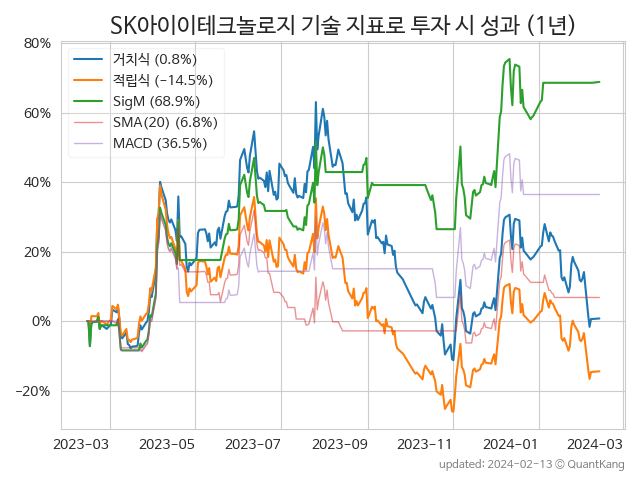 SK아이이테크놀로지 기술 지표로 투자 시 성과 (1년)
거치식 (0.8%)
적립식 (−14.5%)
SigM (68.9%)
SMA(20) (6.8%)
MACD (36.5%)
80%
60%
40%
20%
0%
−20%
2023−03
2023−05
2023−07
2023−09
2023−11
2024−01
2024−03
updated: 2024-02-13 ⓒ QuantKang